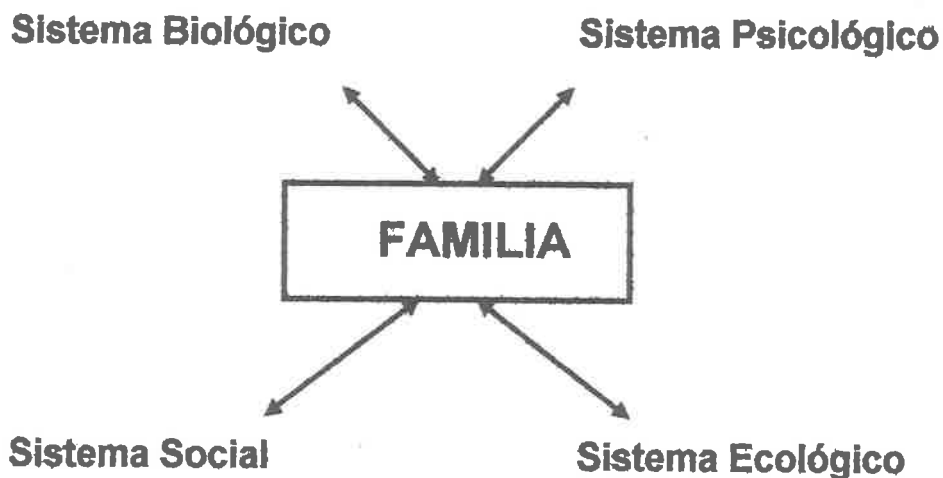 Sistema Biológico
Sistema Psicológico
FAMILIA
Sistema Social
Sistema Ecológico